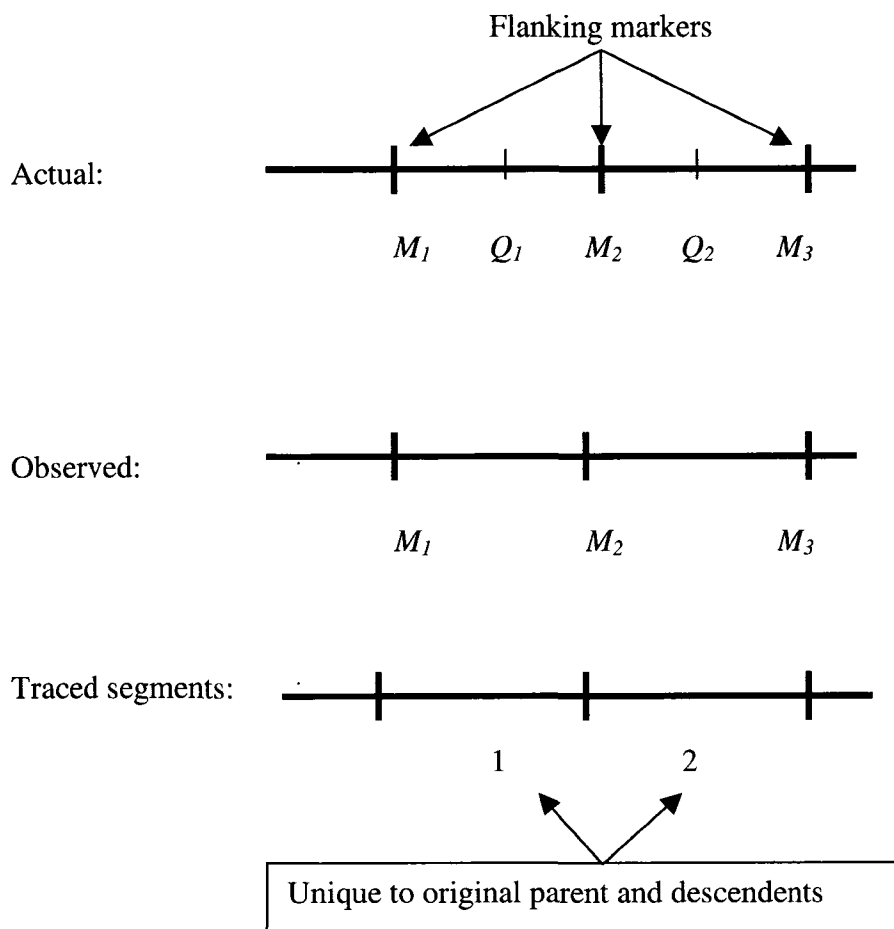 Flanking markers
Actual:
M₁ Q₁ M₂ Q₂ M₃
Observed:
M₁ M₂ M₃
Traced segments:
1 2
Unique to original parent and descendents